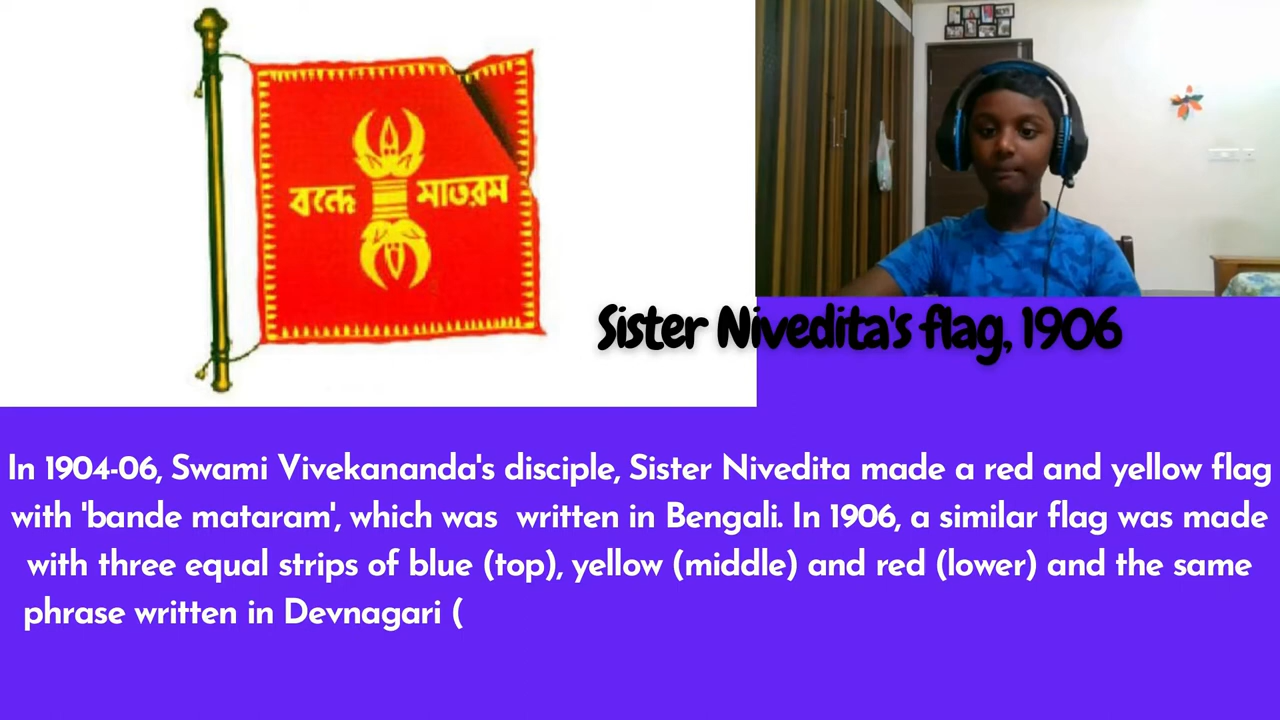 বন্দে মাতরম
Sister Nivedita's flag, 1906
In 1904-06, Swami Vivekananda's disciple, Sister Nivedita made a red and yellow flag
with 'bande mataram', which was written in Bengali. In 1906, a similar flag was made
with three equal strips of blue (top), yellow (middle) and red (lower) and the same
phrase written in Devnagari (